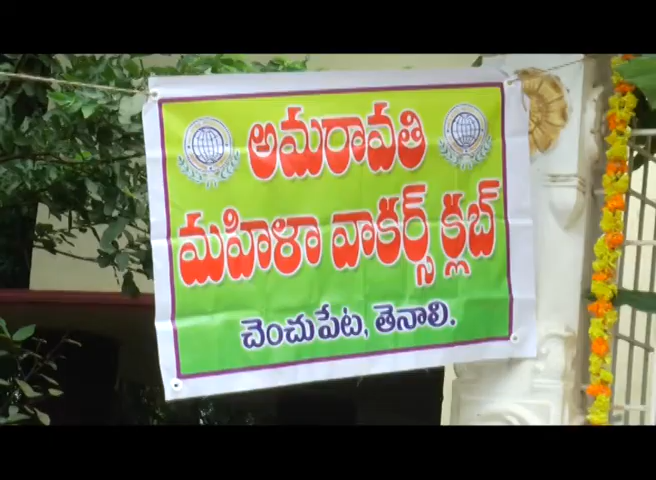 అమరావతి
మహిళా వాకర్స్ క్లబ్
చెంచుపేట, తెనాలి.